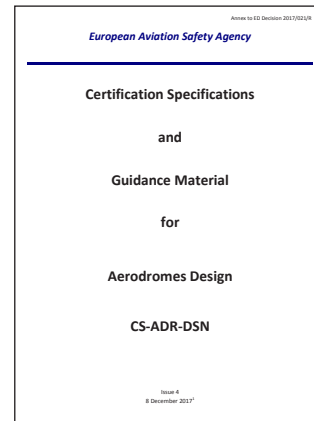 Annex to ED Decision 2017/021/R
European Aviation Safety Agency
Certification Specifications
and
Guidance Material
for
Aerodromes Design
CS-ADR-DSN
Issue 4
8 December 2017¹